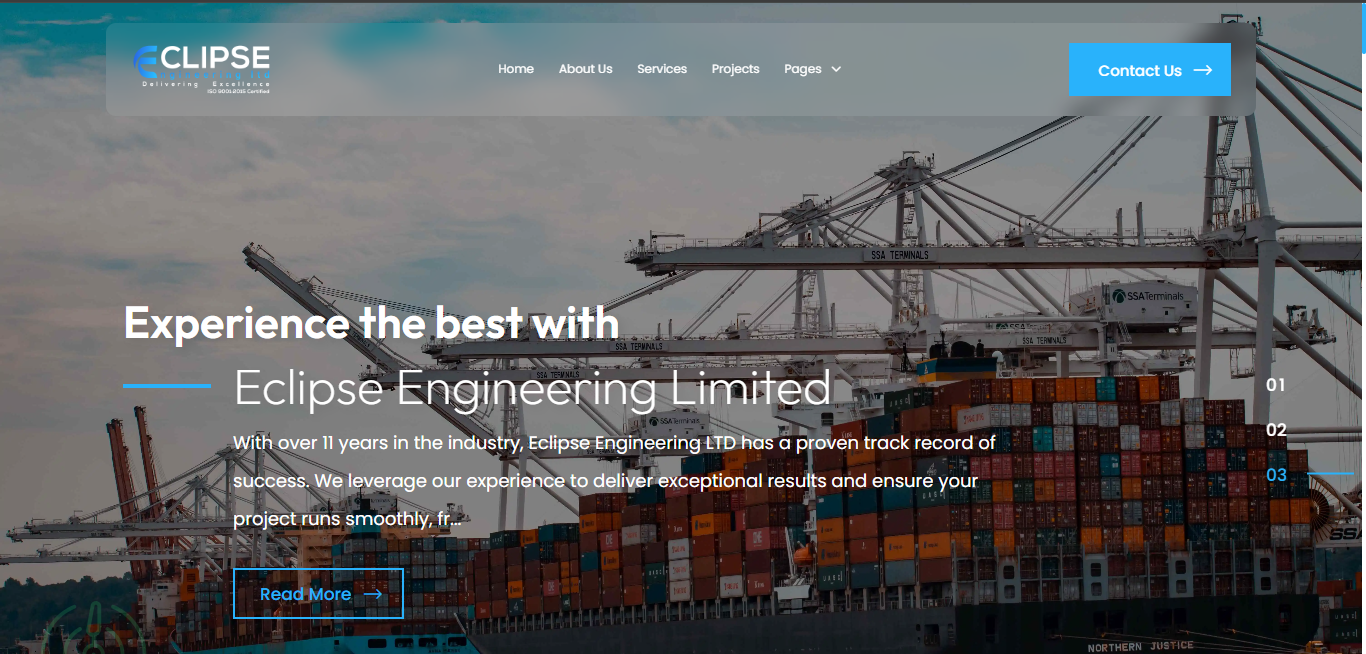 ECLIPSE
Delivering Excellence
ISO 9001:2015 Certified
Home
About Us
Services
Projects
Pages
Contact Us
SSA TERMINALS
SSATerminals
SSA TERMINALS
SSA TERMINALS
SSA TERMINALS
Experience the best with
Eclipse Engineering Limited
SSATerminals
With over 11 years in the industry, Eclipse Engineering LTD has a proven track record of
success. We leverage our experience to deliver exceptional results and ensure your
project runs smoothly, fr...
Read More
01
02
03
SSA
NORTHERN JUSTICE